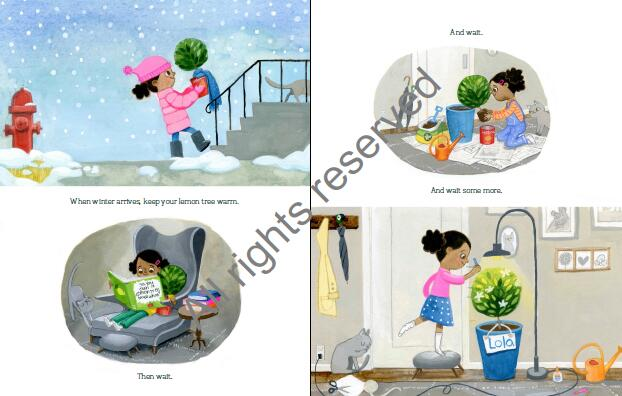 When winter arrives, keep your lemon tree warm.
Then wait..
And wait..
And wait some more.
Lola
rights reserved